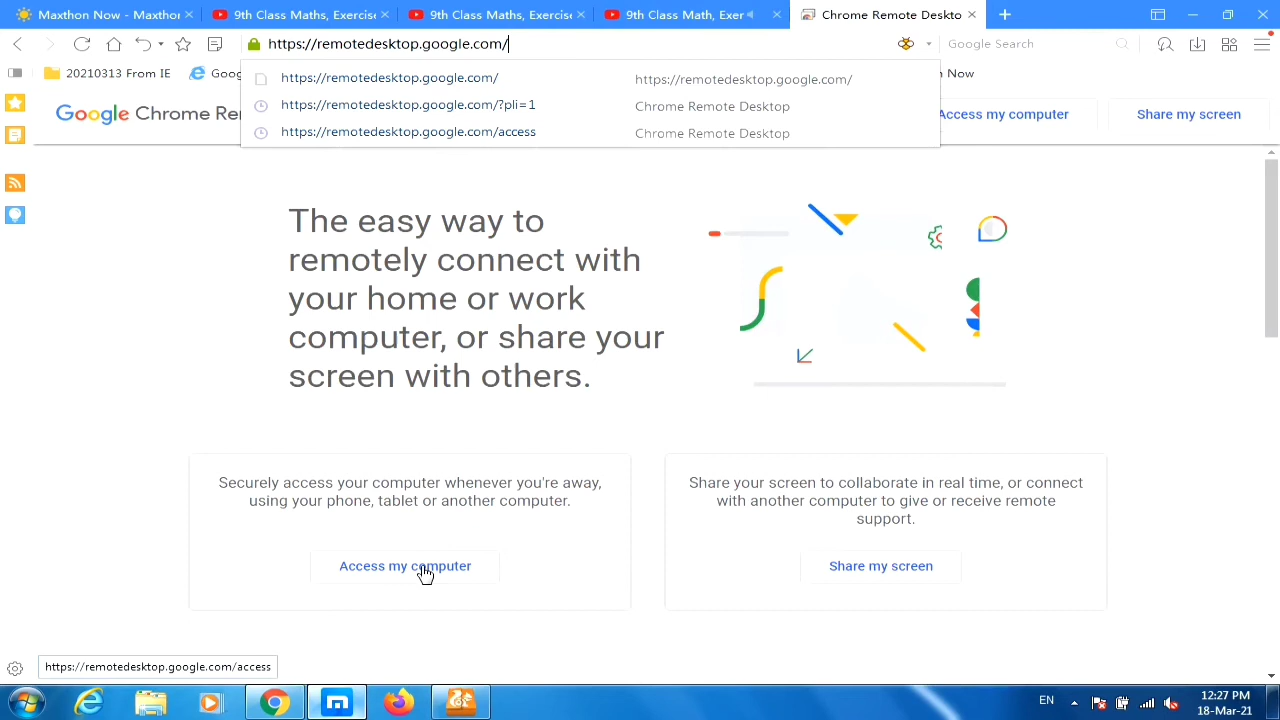 Maxthon Now - Maxthon
9th Class Maths, Exercise
9th Class Maths, Exercise
9th Class Math, Exer
Chrome Remote Deskto
https://remotedesktop.google.com/
Google Search
20210313 From IE
Goog
Now
https://remotedesktop.google.com/ https://remotedesktop.google.com/
https://remotedesktop.google.com/?pli=1 Chrome Remote Desktop
https://remotedesktop.google.com/access Chrome Remote Desktop
Google Chrome Re
Access my computer
Share my screen
The easy way to
remotely connect with
your home or work
computer, or share your
screen with others.
Securely access your computer whenever you're away,
using your phone, tablet or another computer.
Access my computer
Share your screen to collaborate in real time, or connect
with another computer to give or receive remote
support.
Share my screen
https://remotedesktop.google.com/access
EN
12:27 PM
18-Mar-21